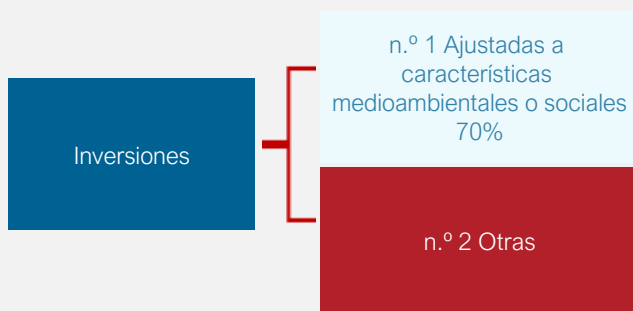 Inversiones
n.º 1 Ajustadas a
características
medioambientales o sociales
70%
n.º 2 Otras